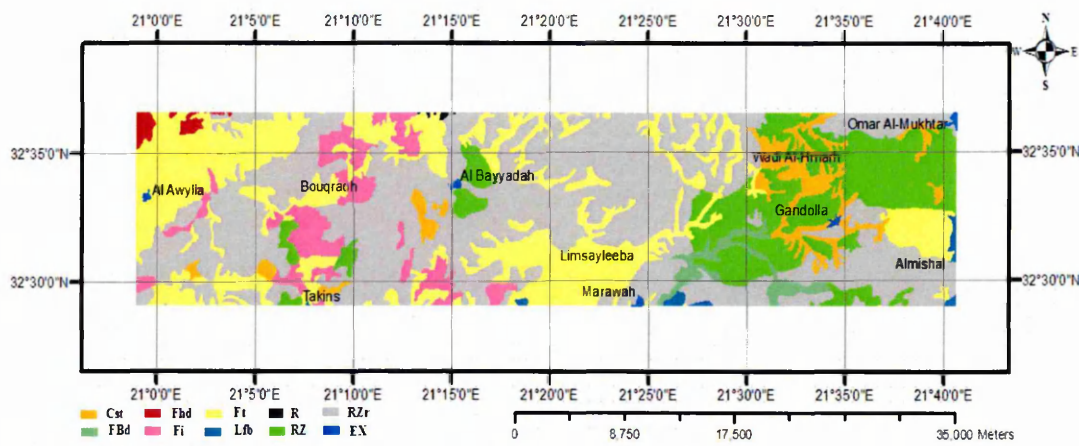 21°0'0"E 21°5'0"E 21°10'0"E 21°15'0"E 21°20'0"E 21°25'0"E 21°30'0"E 21°35'0"E 21°40'0"E
N
W E
S
Omar Al-Mukhtar
32°35'0"N 32°35'0"N
Wadi Al-Hmarh
Al Bayyadah
Al Awylia
Bouqradh
Gandolla
Limsayleeba
Almishal
32°30'0"N 32°30'0"N
Takins
Marawah
21°0'0"E 21°5'0"E 21°10'0"E 21°15'0"E 21°20'0"E 21°25'0"E 21°30'0"E 21°35'0"E 21°40'0"E
Cst Fhd Ft R RZr
FBd Fi Lfb RZ EX
0 8,750 17,500 35,000 Meters